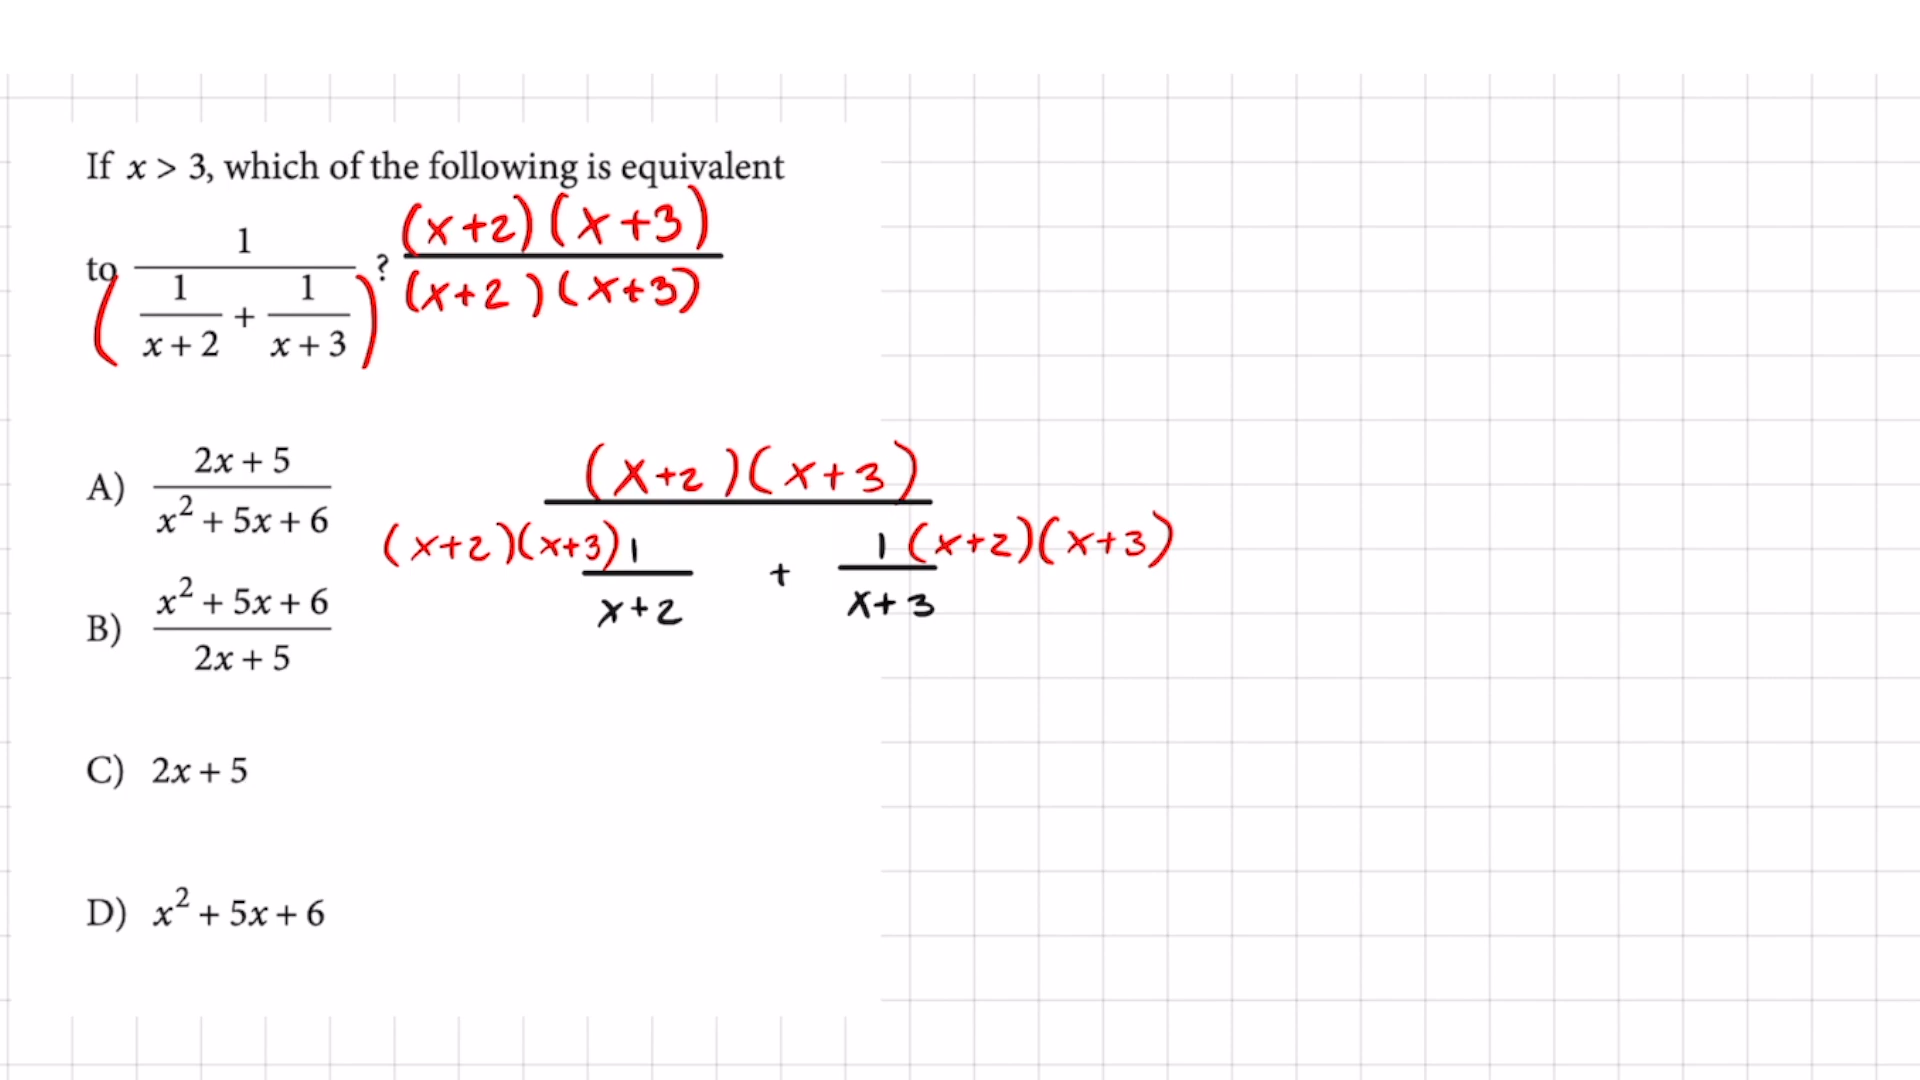 If x > 3, which of the following is equivalent
to 1 / (1/(x + 2) + 1/(x + 3)) ?
(x+2)(x+3)
(x+2)(x+3)
A) (2x + 5)/(x² + 5x + 6)
B) (x² + 5x + 6)/(2x + 5)
C) 2x + 5
D) x² + 5x + 6
(x+2)(x+3)
(x+2)(x+3) 1 + 1 (x+2)(x+3)
x+2 x+3